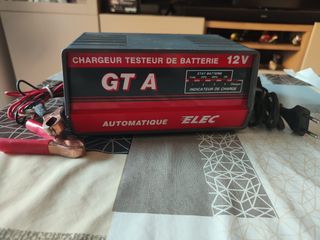 CHARGEUR TESTEUR DE BATTERIE 12V
GT A
ETAT BATTERIE
INDICATEUR DE CHARGE
AUTOMATIQUE ELEC